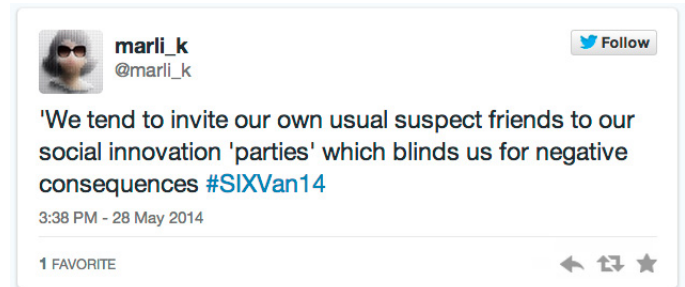 marli_k
Follow
@marli_k
'We tend to invite our own usual suspect friends to our
social innovation 'parties' which blinds us for negative
consequences #SIXVan14
3:38 PM - 28 May 2014
1 FAVORITE